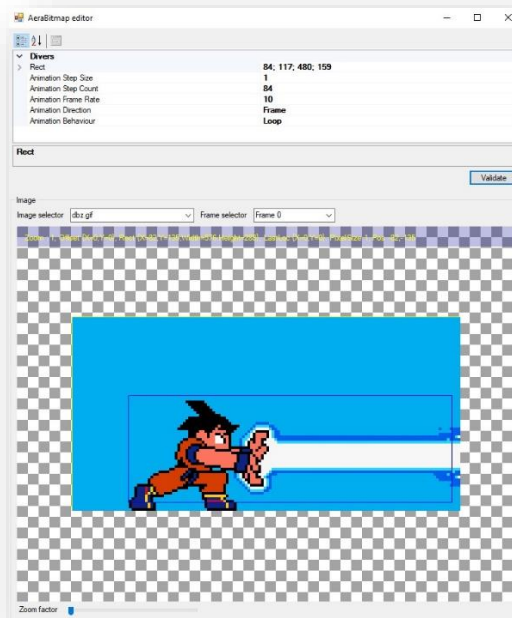 AeraBitmap editor
Divers
Rect 84; 117; 480; 159
Animation Step Size 1
Animation Step Count 84
Animation Frame Rate 10
Animation Direction Frame
Animation Behaviour Loop
Rect
Validate
Image
Image selector dbz.gif Frame selector Frame 0
Zoom factor